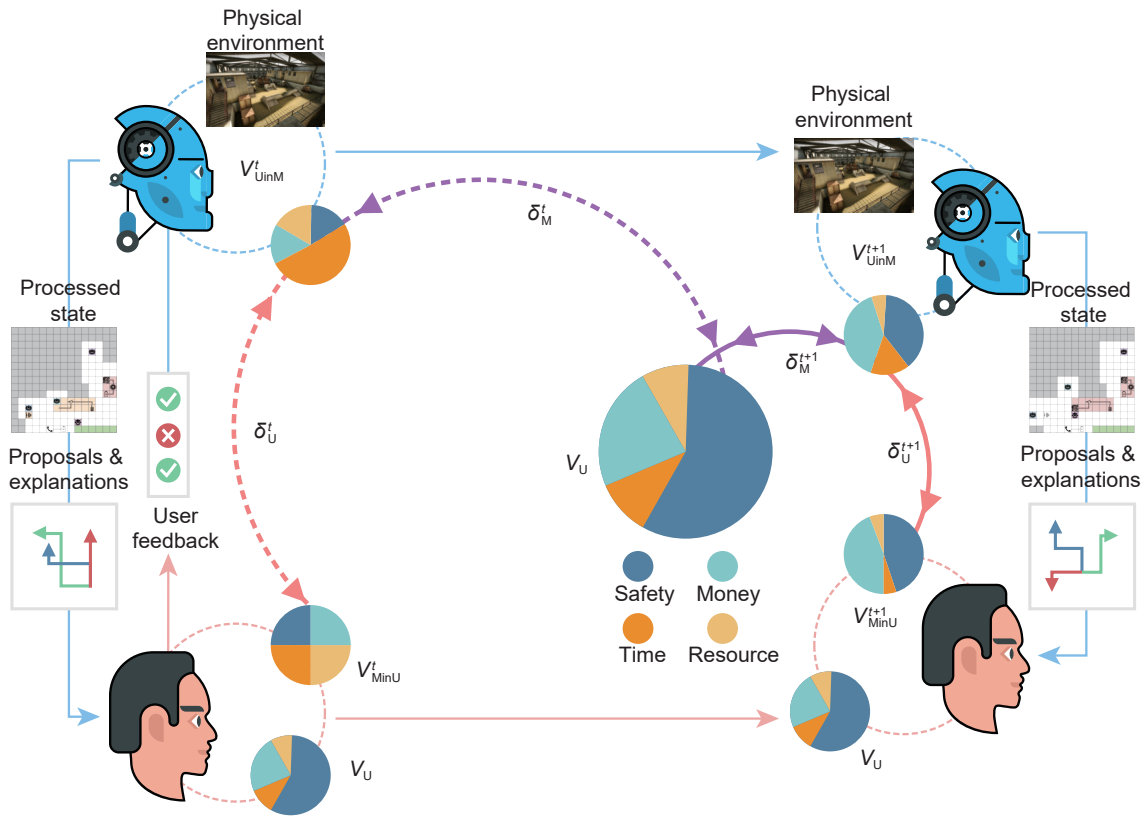 Physical
environment
V^t_UinM
δ^t_M
Physical
environment
V^{t+1}_UinM
Processed
state
Processed
state
δ^{t+1}_M
δ^t_U
δ^{t+1}_U
Proposals &
explanations
V_U
Proposals &
explanations
User
feedback
Safety
Money
Time
Resource
V^{t+1}_MinU
V^t_MinU
V_U
V_U